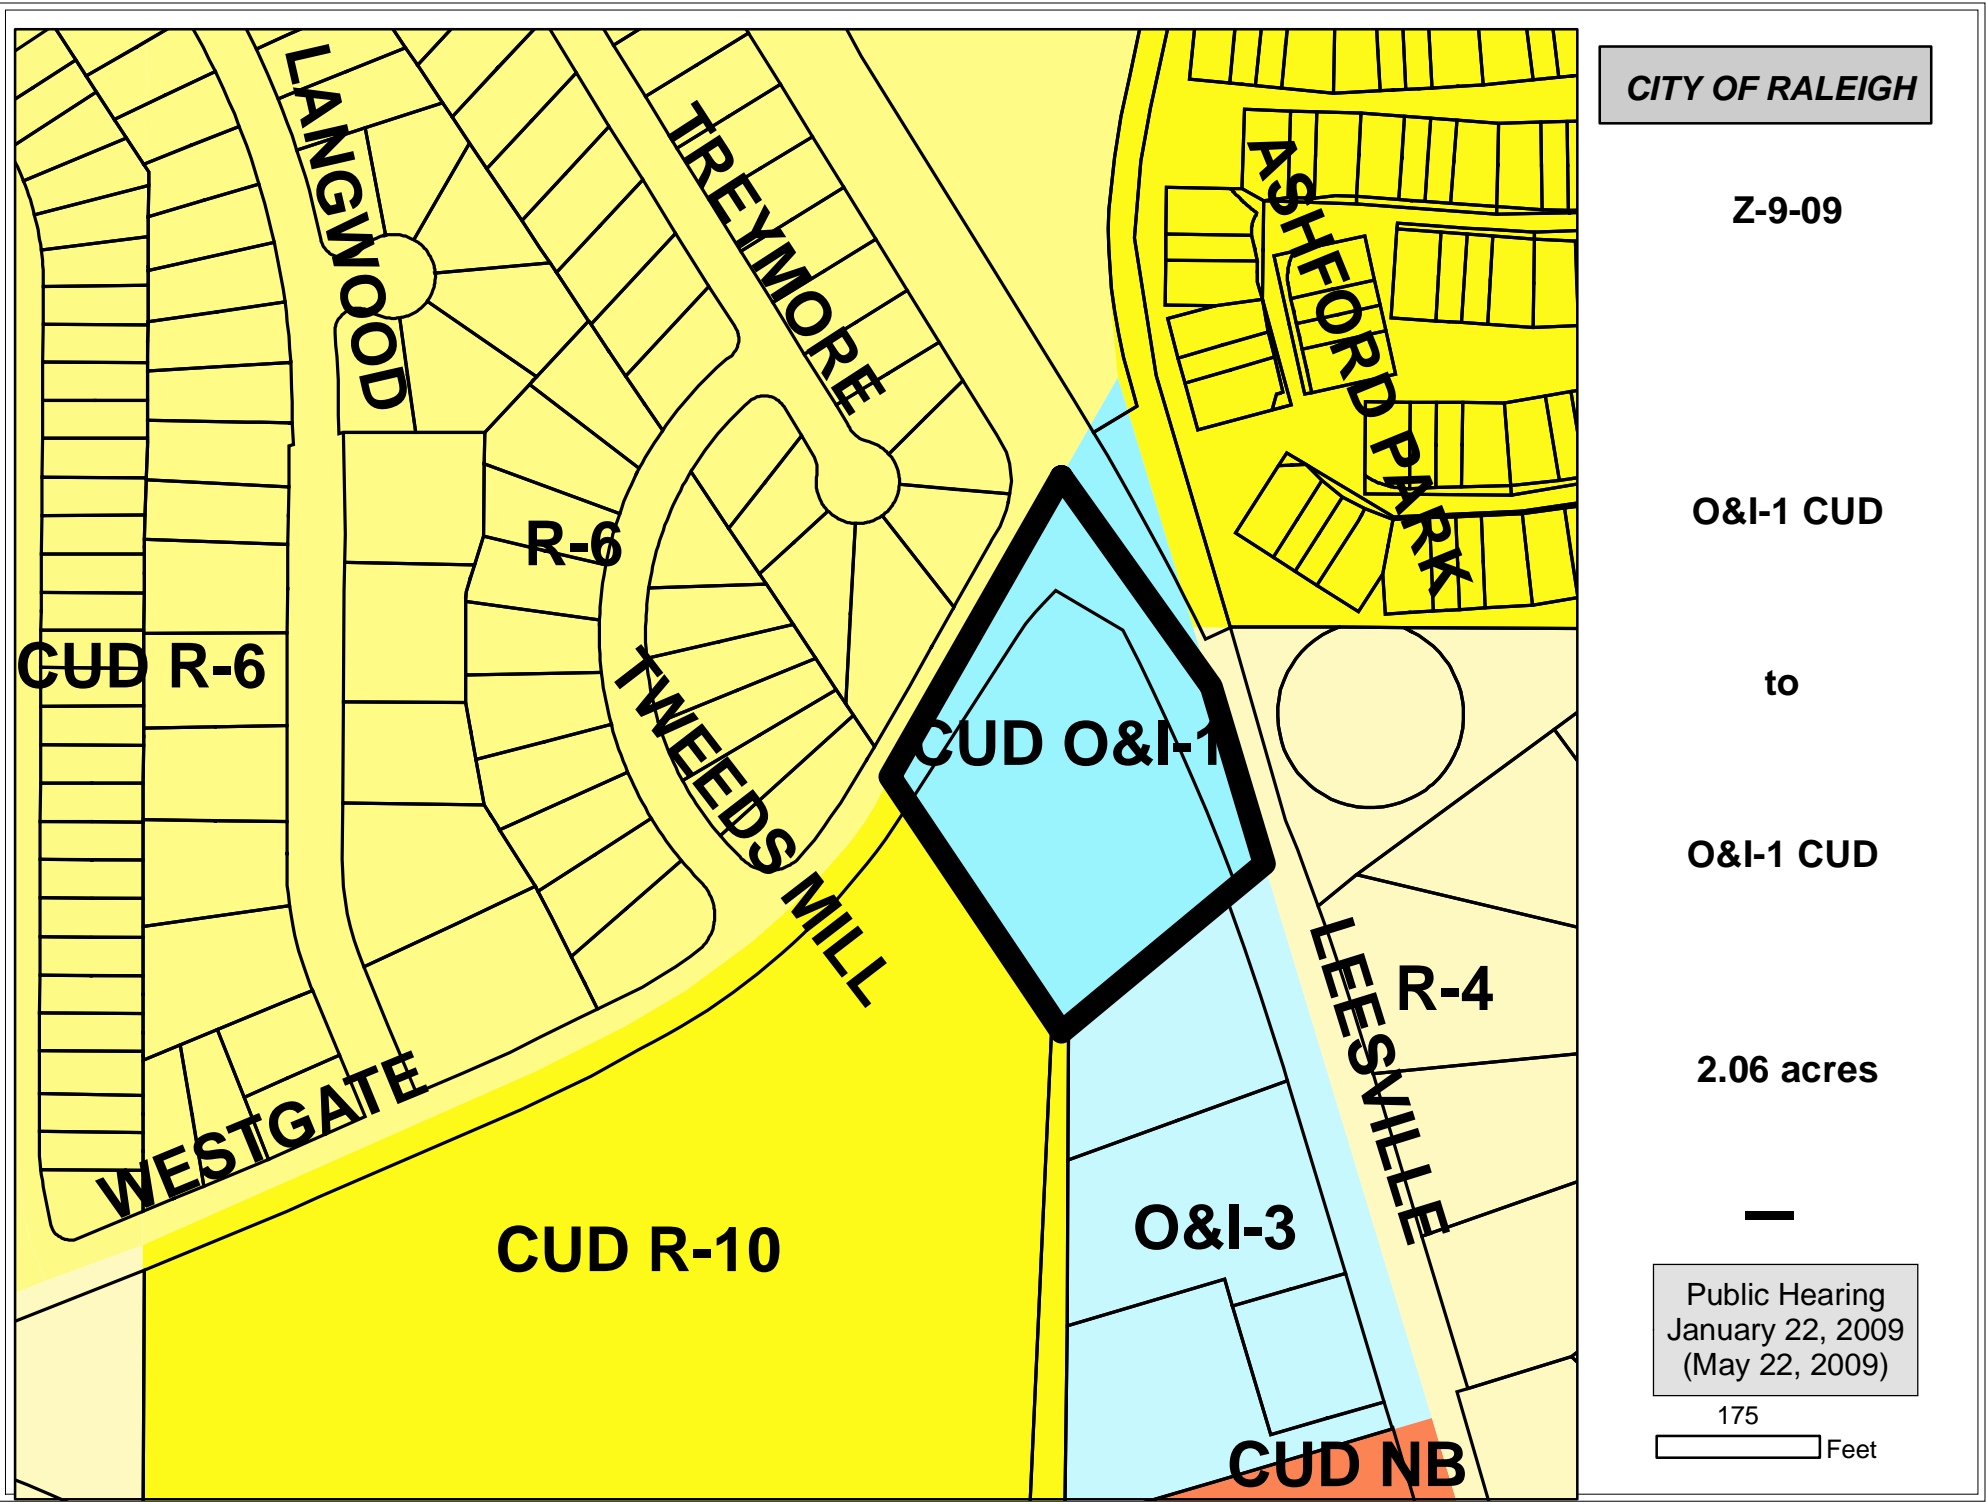 LANGWOOD
TREYMORE
ASHFORD PARK
R-6
CUD R-6
TWEEDS MILL
CUD O&I-1
LEESVILLE
R-4
WESTGATE
CUD R-10
O&I-3
CUD NB
CITY OF RALEIGH
Z-9-09
O&I-1 CUD
to
O&I-1 CUD
2.06 acres
Public Hearing
January 22, 2009
(May 22, 2009)
175
Feet